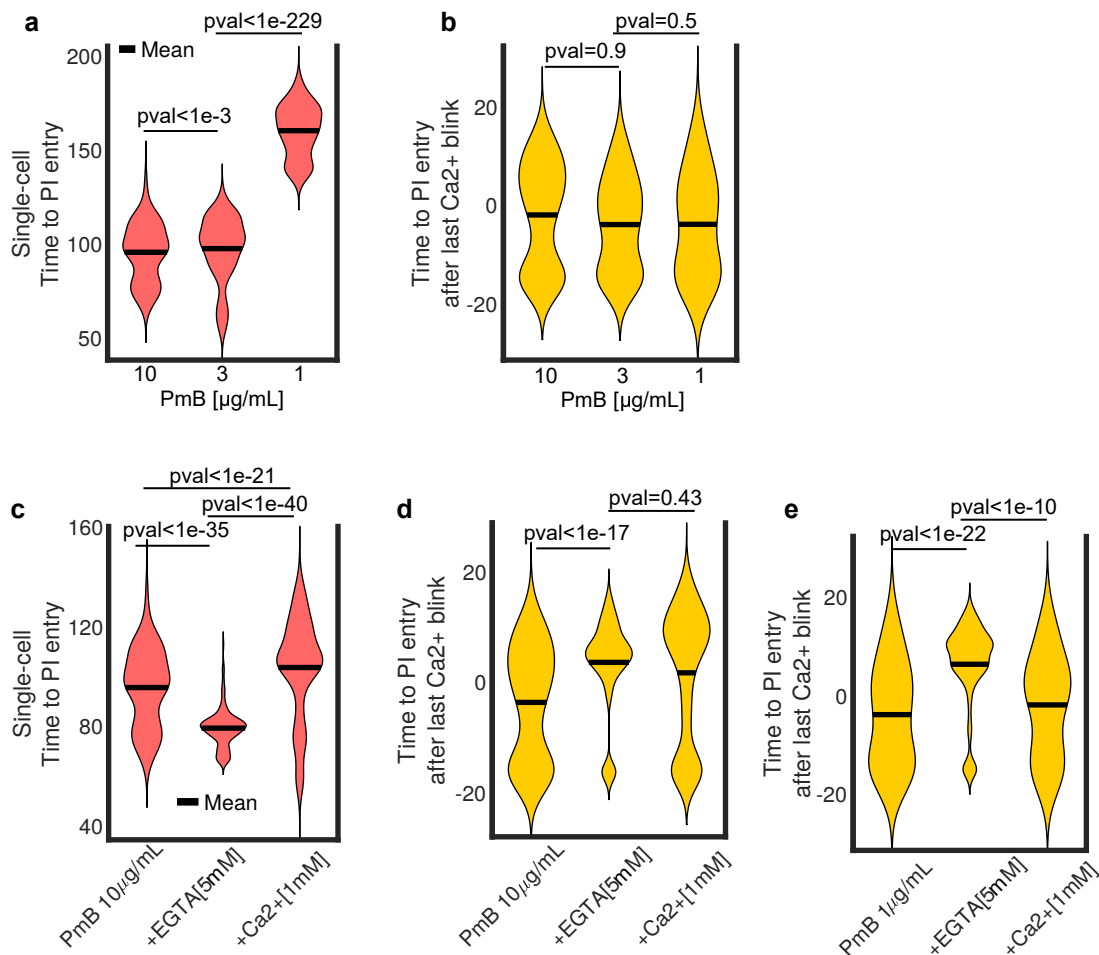 a
pval<1e-229
Mean
pval<1e-3
Single-cell
Time to PI entry
200
150
100
50
10 3 1
PmB [µg/mL]
b
pval=0.5
pval=0.9
Time to PI entry
after last Ca2+ blink
20
0
-20
10 3 1
PmB [µg/mL]
c
pval<1e-21
pval<1e-40
pval<1e-35
Single-cell
Time to PI entry
160
120
80
40
Mean
PmB 10µg/mL
+EGTA[5mM]
+Ca2+[1mM]
d
pval=0.43
pval<1e-17
Time to PI entry
after last Ca2+ blink
20
0
-20
PmB 10µg/mL
+EGTA[5mM]
+Ca2+[1mM]
e
pval<1e-10
pval<1e-22
Time to PI entry
after last Ca2+ blink
20
0
-20
PmB 1µg/mL
+EGTA[5mM]
+Ca2+[1mM]